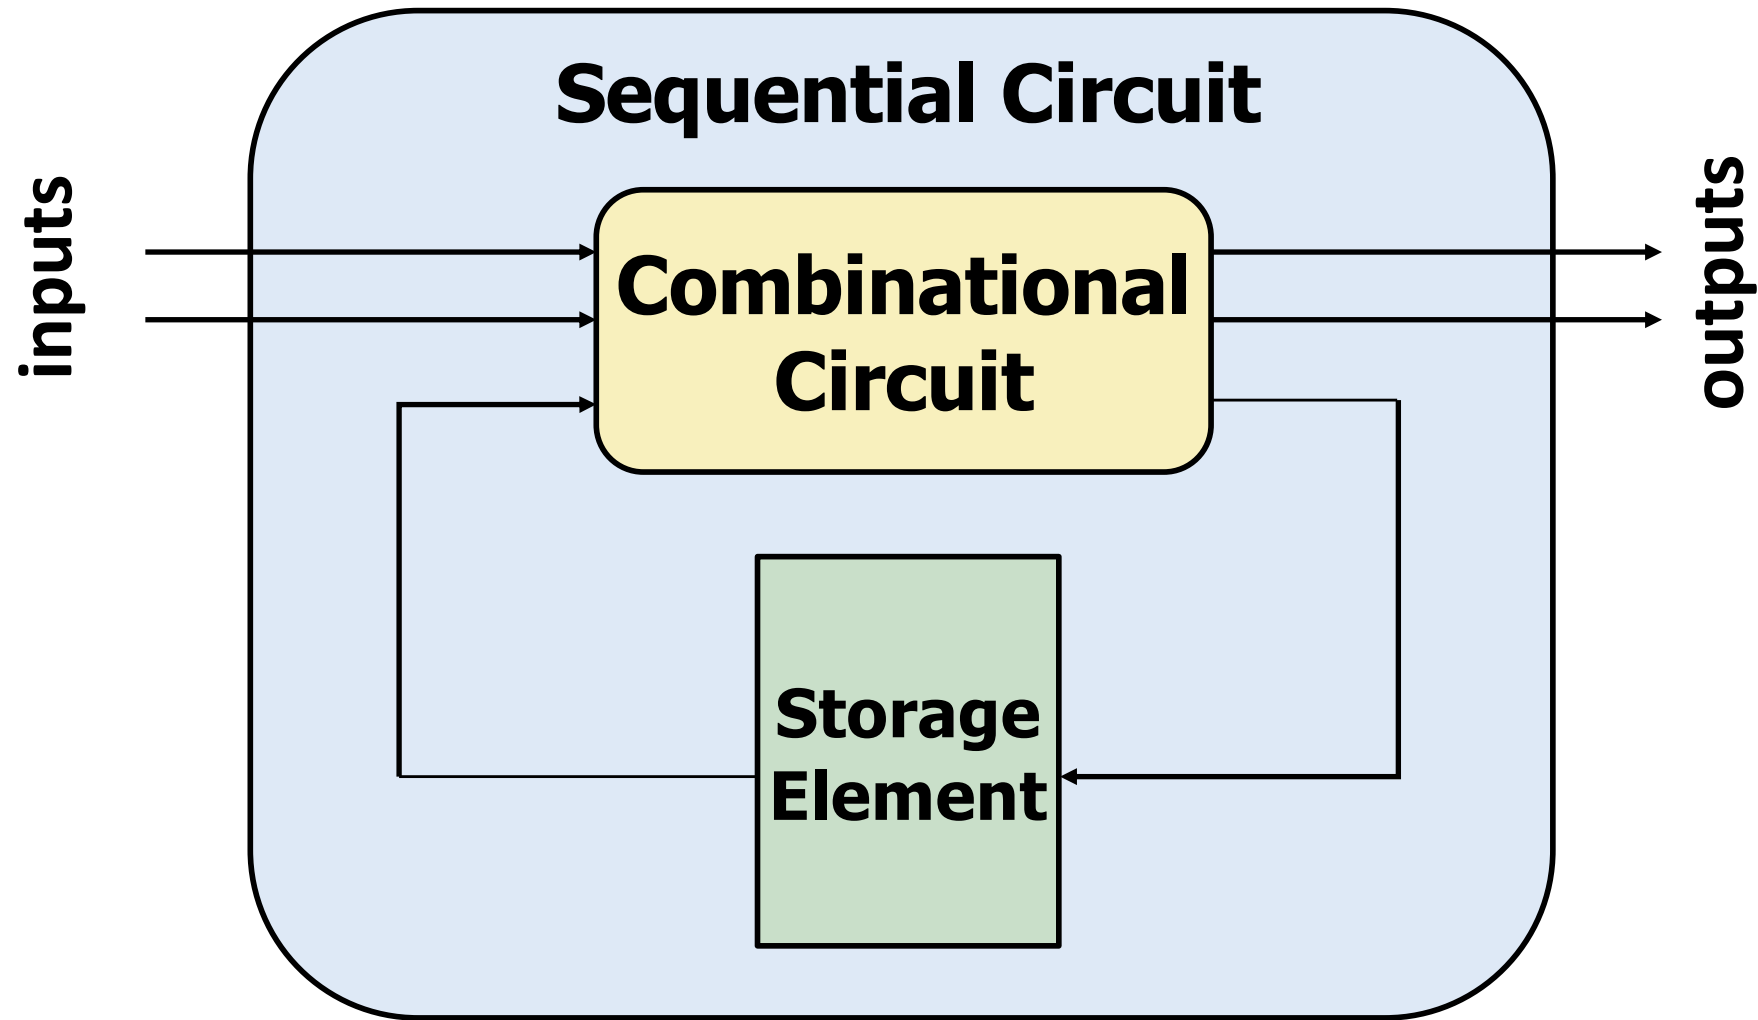 Sequential Circuit
inputs
Combinational
Circuit
outputs
Storage
Element